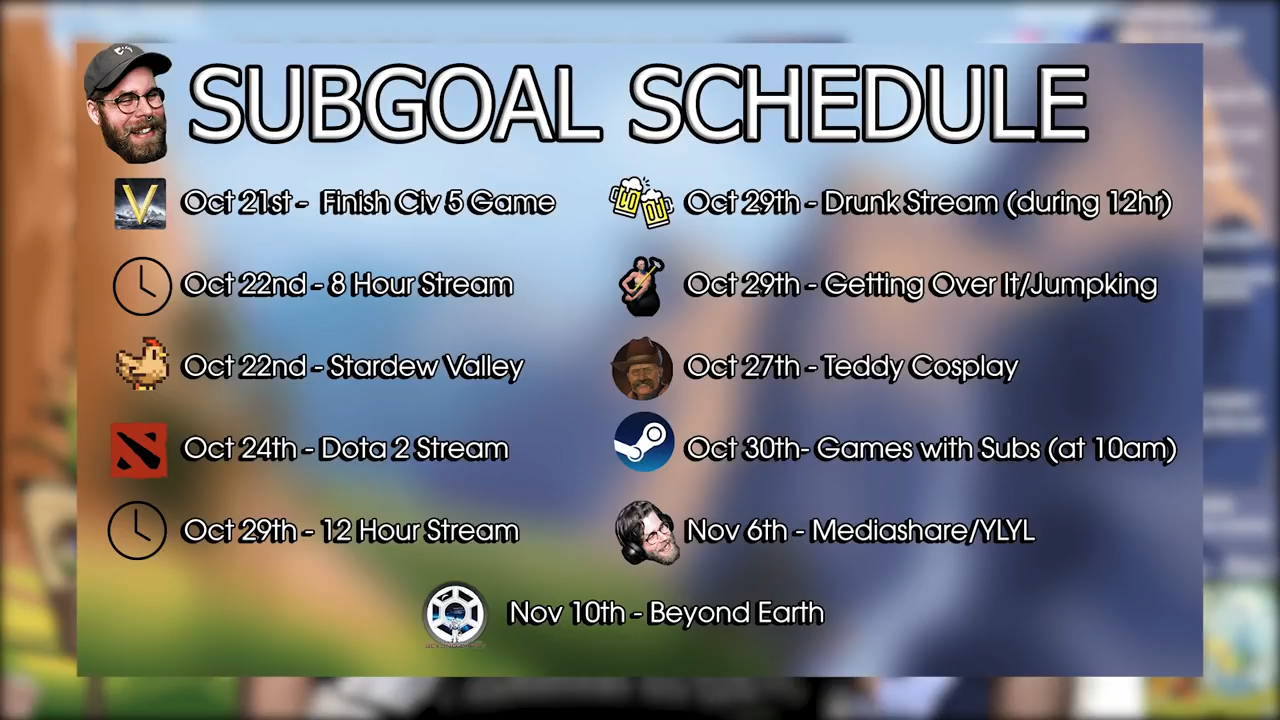 SUBGOAL SCHEDULE
Oct 21st - Finish Civ 5 Game
Oct 22nd - 8 Hour Stream
Oct 22nd - Stardew Valley
Oct 24th - Dota 2 Stream
Oct 29th - 12 Hour Stream
Oct 29th - Drunk Stream (during 12hr)
Oct 29th - Getting Over It/Jumpking
Oct 27th - Teddy Cosplay
Oct 30th- Games with Subs (at 10am)
Nov 6th - Mediashare/YLYL
Nov 10th - Beyond Earth